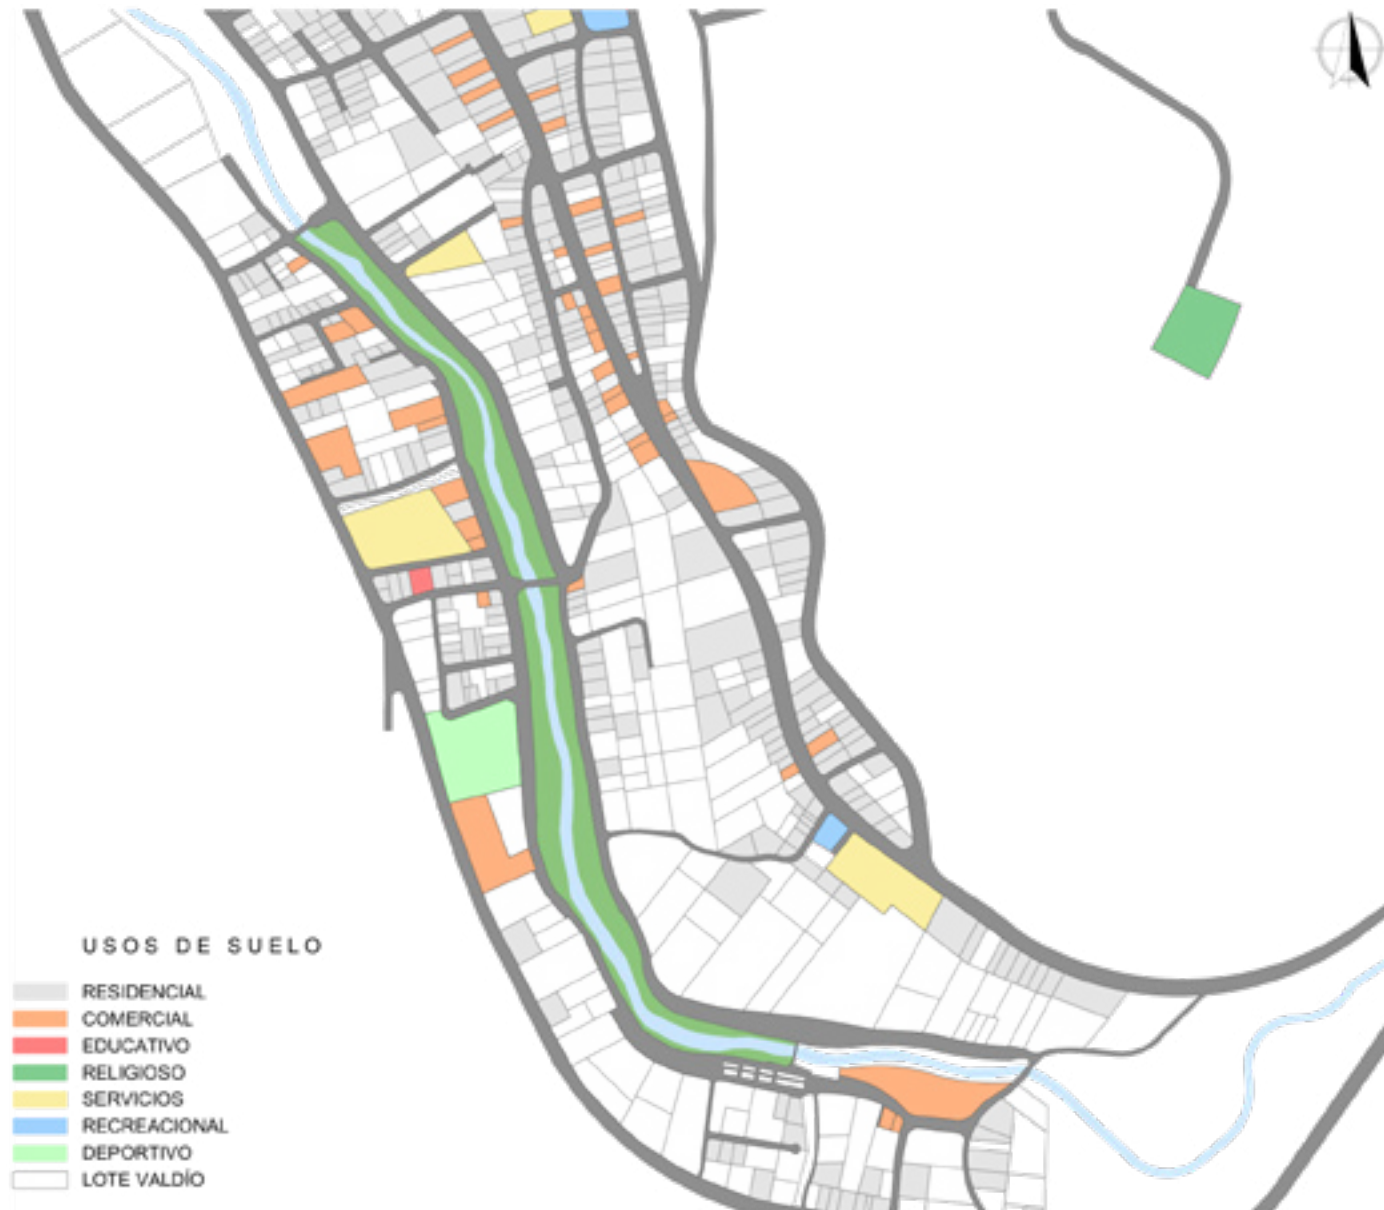 USOS DE SUELO
RESIDENCIAL
COMERCIAL
EDUCATIVO
RELIGIOSO
SERVICIOS
RECREACIONAL
DEPORTIVO
LOTE VALDÍO